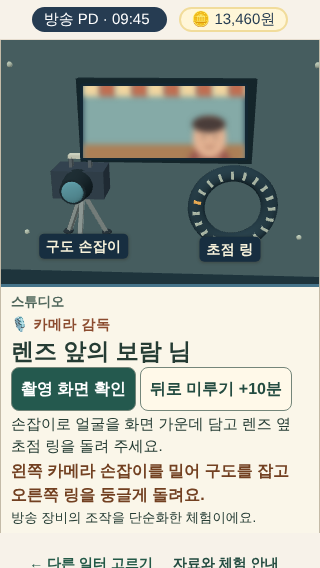 방송 PD · 09:45
13,460원
구도 손잡이
초점 링
스튜디오
카메라 감독
렌즈 앞의 보람 님
촬영 화면 확인
뒤로 미루기 +10분
손잡이로 얼굴을 화면 가운데 담고 렌즈 옆
초점 링을 돌려 주세요.
왼쪽 카메라 손잡이를 밀어 구도를 잡고
오른쪽 링을 둥글게 돌려요.
방송 장비의 조작을 단순화한 체험이에요.
← 다른 일터 고르기
자료와 체험 안내